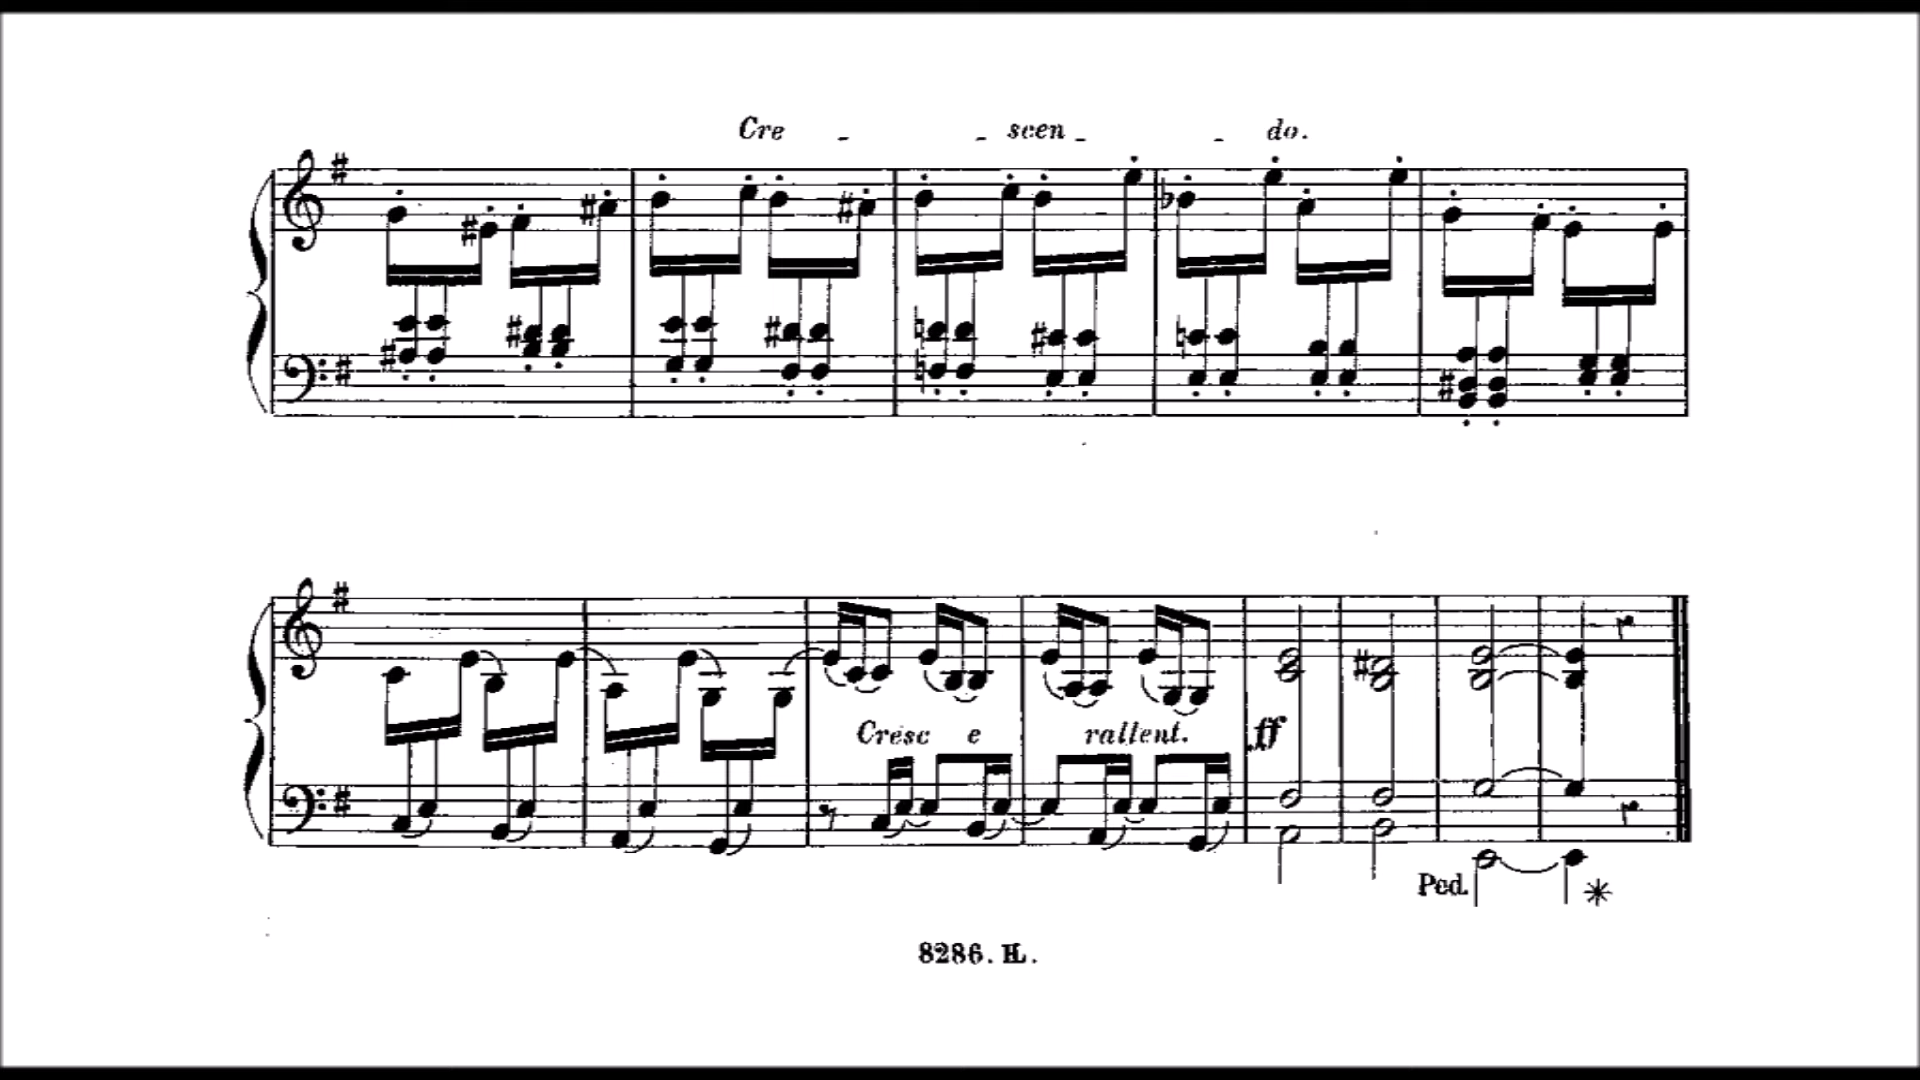 Cre - - scen - - do.
Cresc e rallent.
ff
Ped.
8286. H.